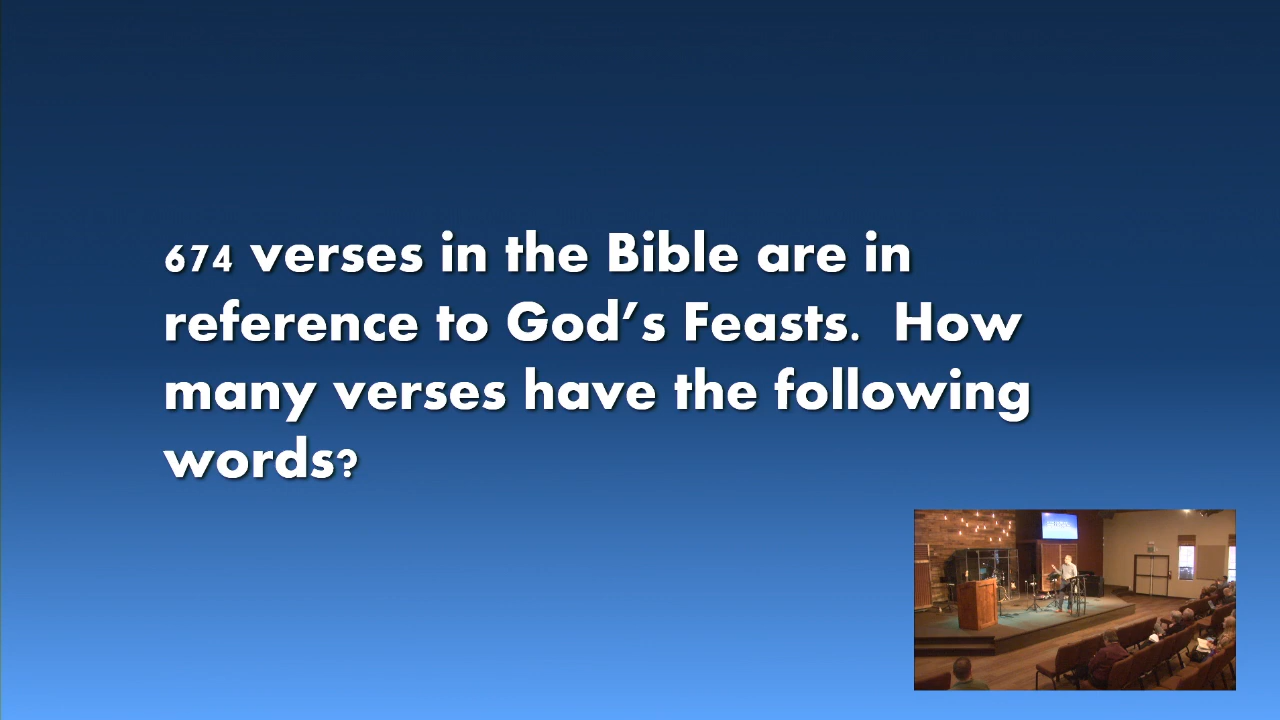 674 verses in the Bible are in
reference to God’s Feasts.  How
many verses have the following
words?